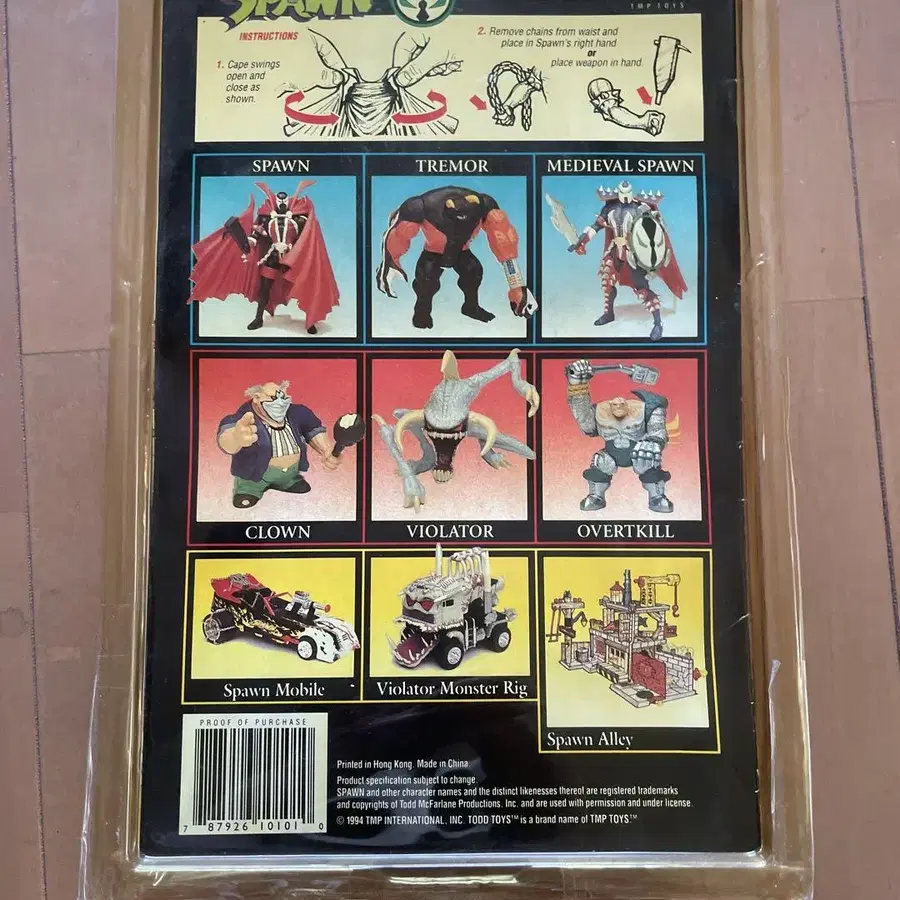 SPAWN
TMP TOYS
INSTRUCTIONS
1. Cape swings
open and
close as
shown.
2. Remove chains from waist and
place in Spawn's right hand
or
place weapon in hand.
SPAWN
TREMOR
MEDIEVAL SPAWN
CLOWN
VIOLATOR
OVERTKILL
Spawn Mobile
Violator Monster Rig
Spawn Alley
PROOF OF PURCHASE
7 87926 10101 0
Printed in Hong Kong. Made in China.
Product specification subject to change.
SPAWN and other character names and the distinct likenesses thereof are registered trademarks
and copyrights of Todd McFarlane Productions, Inc. and are used with permission and under license.
© 1994 TMP INTERNATIONAL, INC. TODD TOYS™ is a brand name of TMP TOYS.™